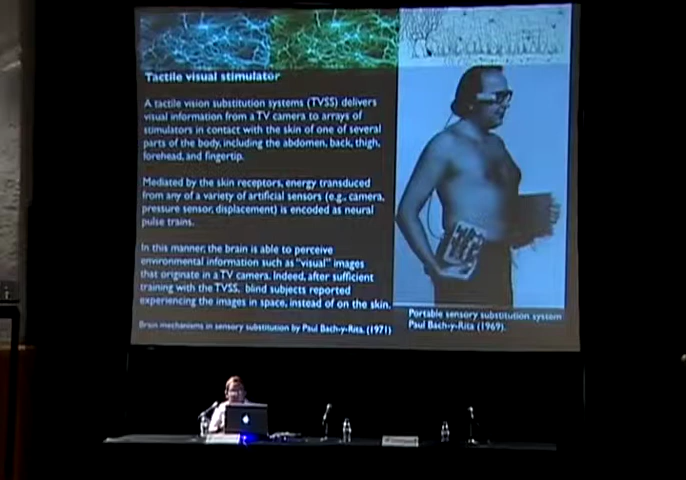 Tactile visual stimulator
A tactile vision substitution systems (TVSS) delivers
visual information from a TV camera to arrays of
stimulators in contact with the skin of one of several
parts of the body, including the abdomen, back, thigh,
forehead, and fingertip.
Mediated by the skin receptors, energy transduced
from any of a variety of artificial sensors (e.g., camera,
pressure sensor, displacement) is encoded as neural
pulse trains.
In this manner, the brain is able to perceive
environmental information such as "visual" images
that originate in a TV camera. Indeed, after sufficient
training with the TVSS, blind subjects reported
experiencing the images in space, instead of on the skin.
Brain mechanisms in sensory substitution by Paul Bach-y-Rita, (1971)
Portable sensory substitution system
Paul Bach-y-Rita (1969).